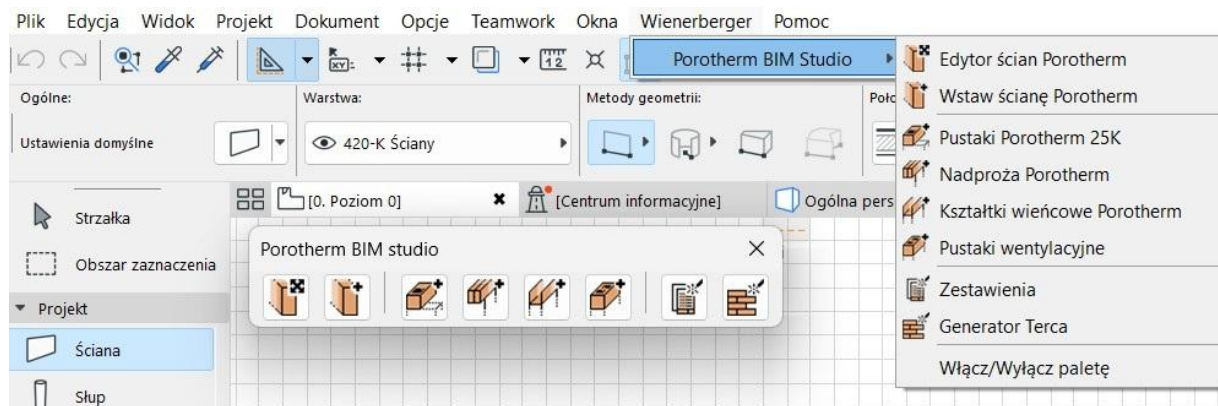 Plik Edycja Widok Projekt Dokument Opcje Teamwork Okna Wienerberger Pomoc
XY: 12 Porotherm BIM Studio
Ogólne: Warstwa: Metody geometrii:
Ustawienia domyślne 420-K Ściany
[0. Poziom 0] [Centrum informacyjne] Ogólna pers
Strzałka
Obszar zaznaczenia
Projekt
Ściana
Słup
Porotherm BIM studio
Edytor ścian Porotherm
Wstaw ścianę Porotherm
Pustaki Porotherm 25K
Nadproża Porotherm
Kształtki wieńcowe Porotherm
Pustaki wentylacyjne
Zestawienia
Generator Terca
Włącz/Wyłącz paletę